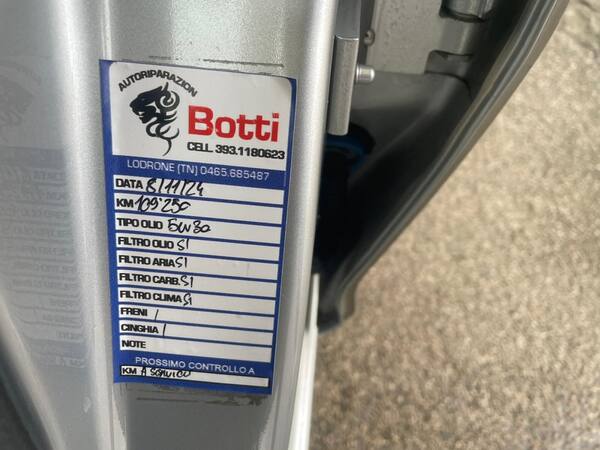 AUTORIPARAZION
Botti
CELL. 393.1180623
LODRONE (TN) 0465.685487
DATA 8/11/24
KM 109'250
TIPO OLIO 5W30
FILTRO OLIO SI
FILTRO ARIA SI
FILTRO CARB. SI
FILTRO CLIMA SI
FRENI /
CINGHIA /
NOTE
PROSSIMO CONTROLLO A
KM A